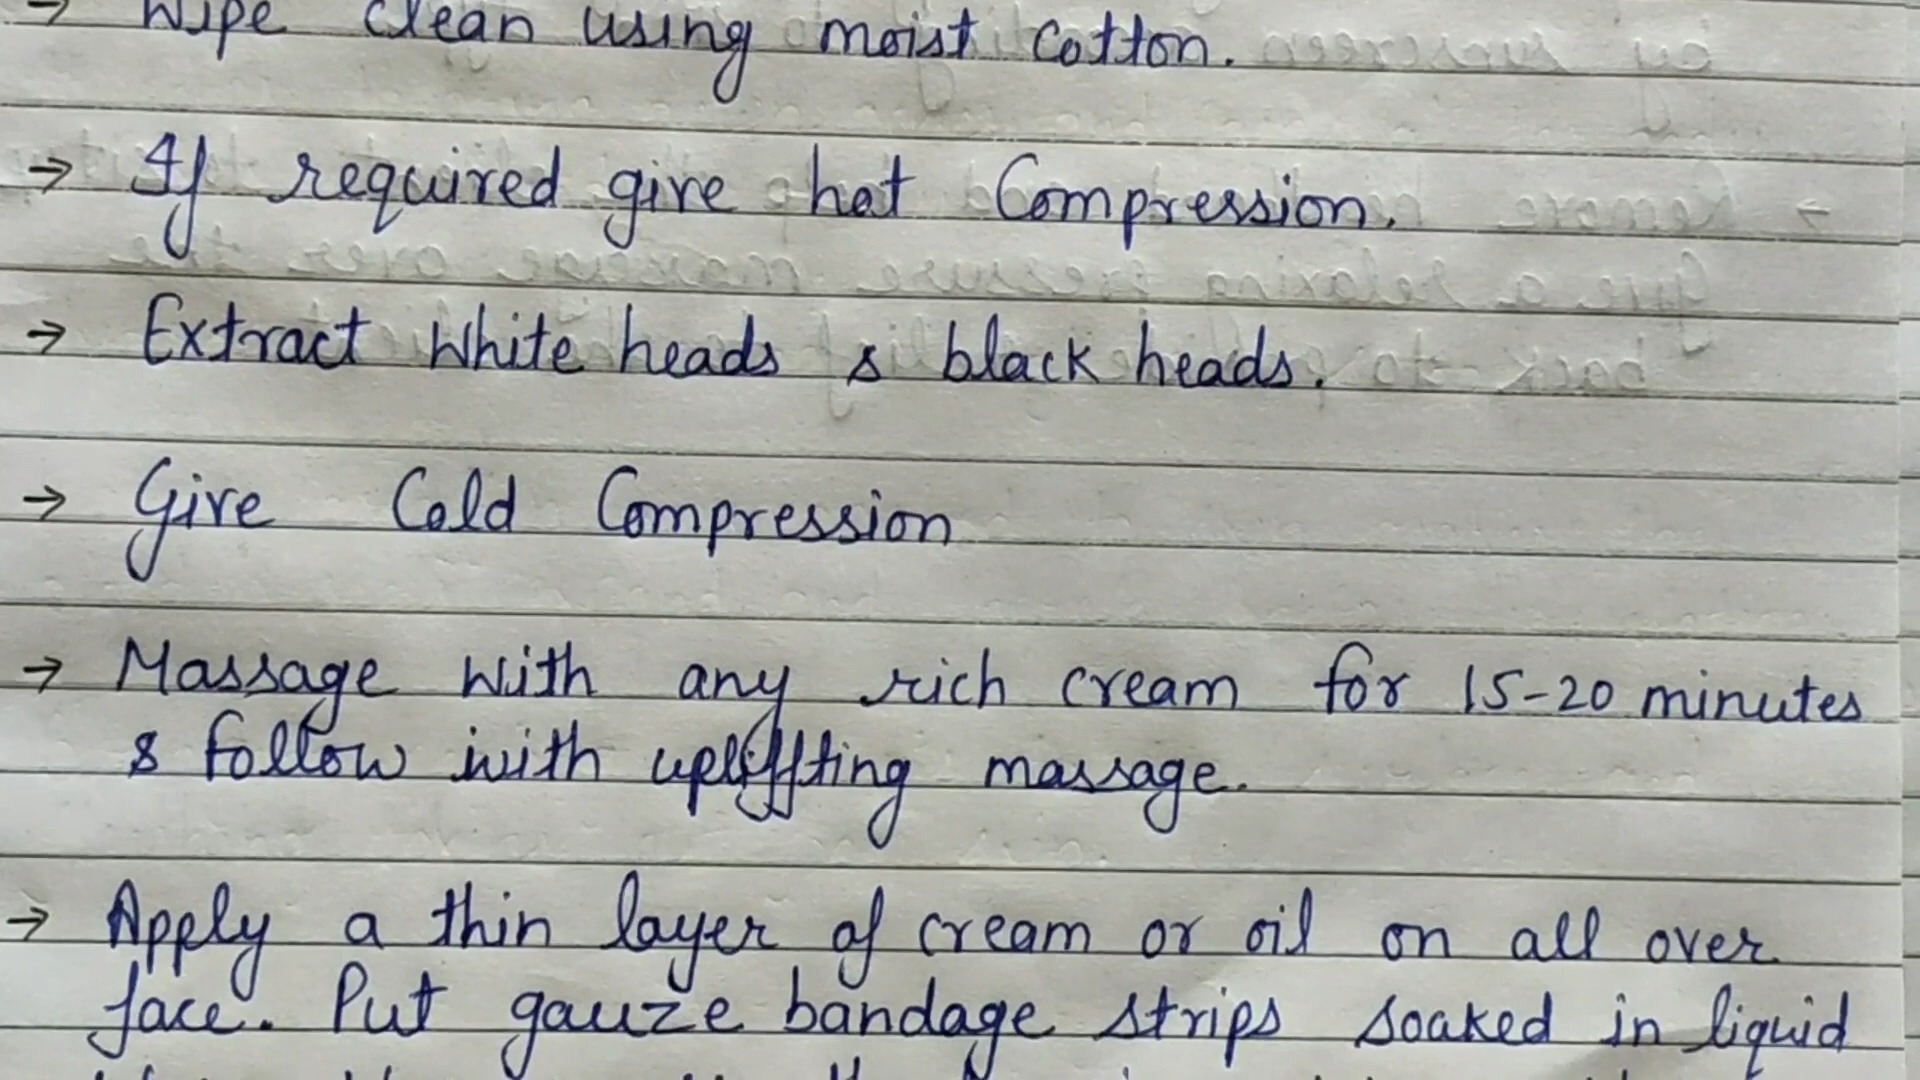 → Wipe clean using moist cotton.
→ If required give hot Compression.
→ Extract White heads & black heads.
→ Give Cold Compression
→ Massage with any rich cream for 15-20 minutes
& follow with upliffting massage.
→ Apply a thin layer of cream or oil on all over
face. Put gauze bandage strips soaked in liquid